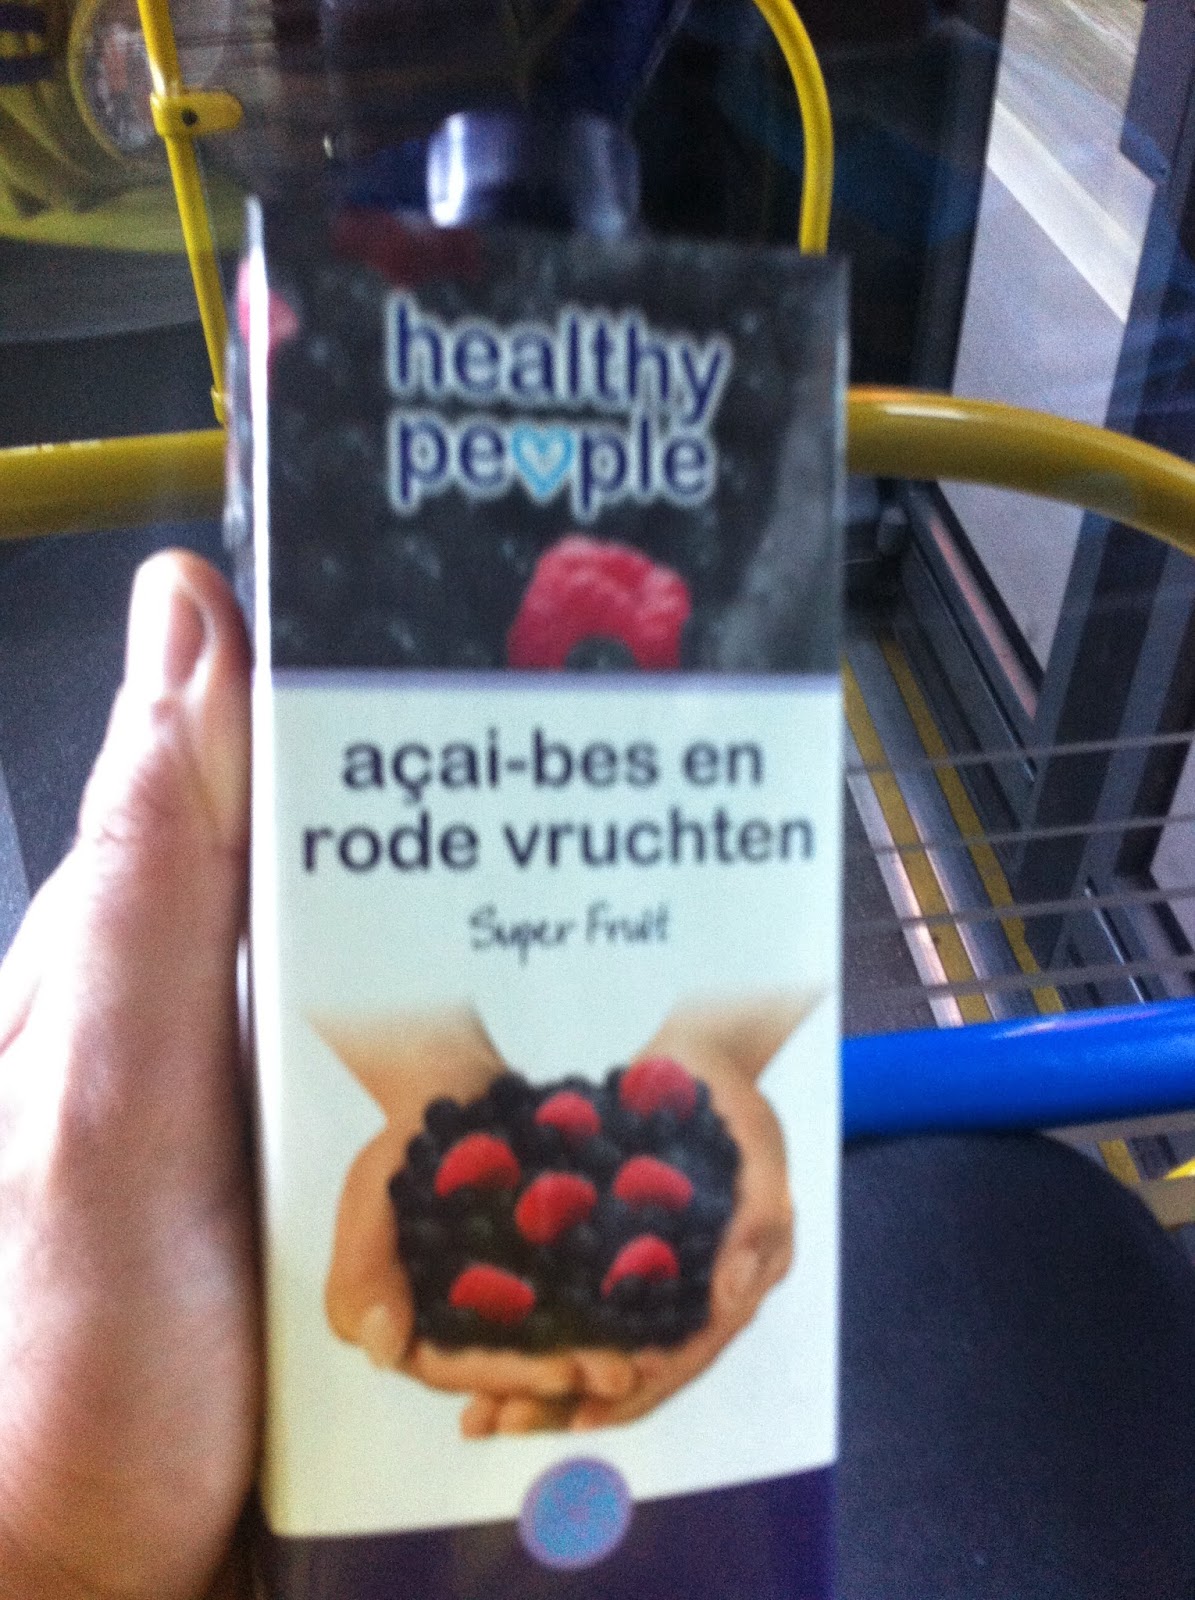 healthy
people
açai-bes en
rode vruchten
Super Fruit